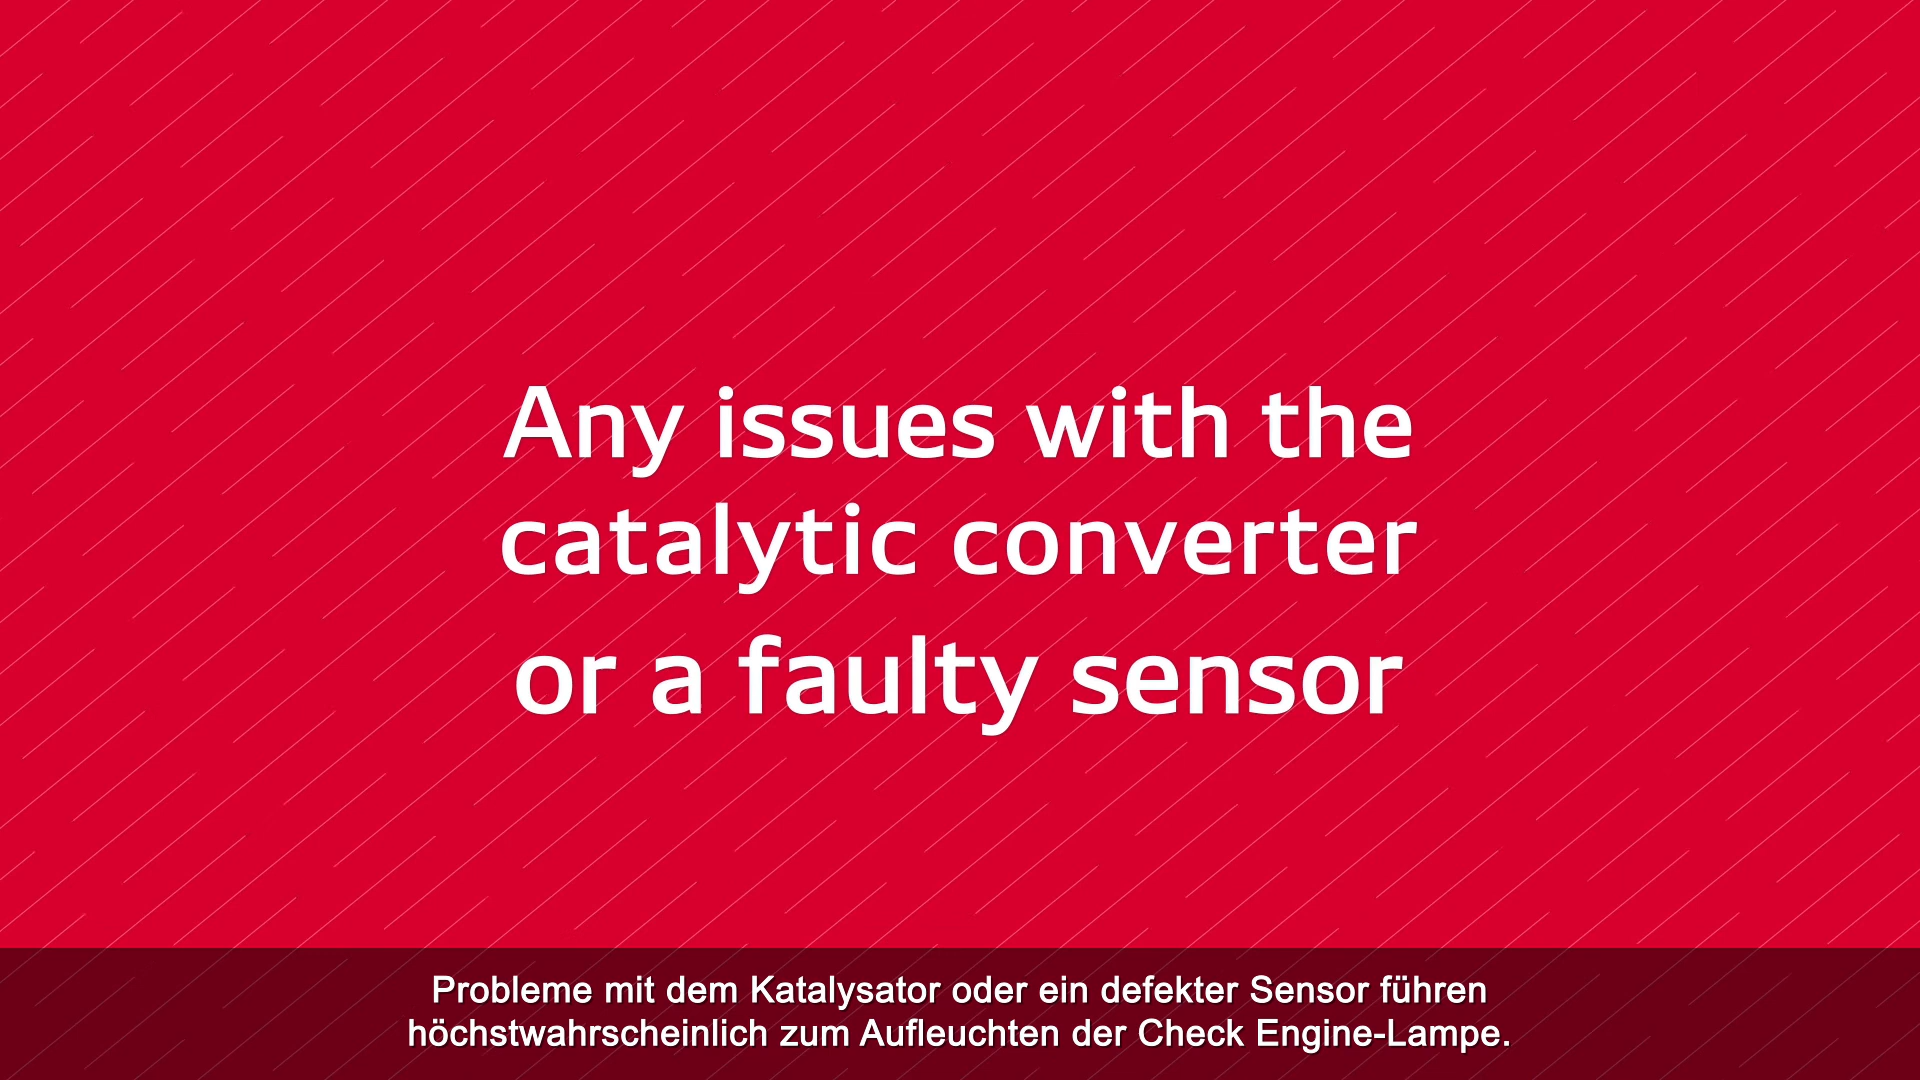 Any issues with the
catalytic converter
or a faulty sensor
Probleme mit dem Katalysator oder ein defekter Sensor führen
höchstwahrscheinlich zum Aufleuchten der Check Engine-Lampe.